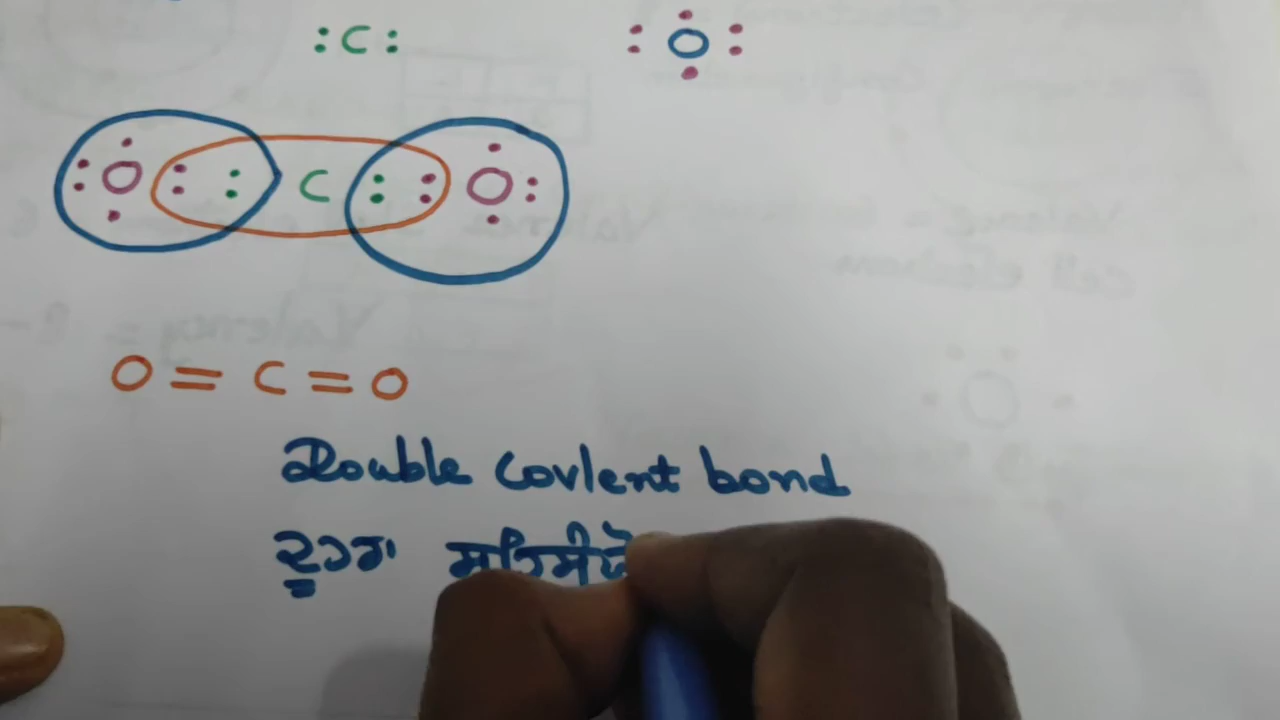 :C: :O:
O : : C : : O
O = C = O
Double Covlent bond
ਦੂਹਰਾ